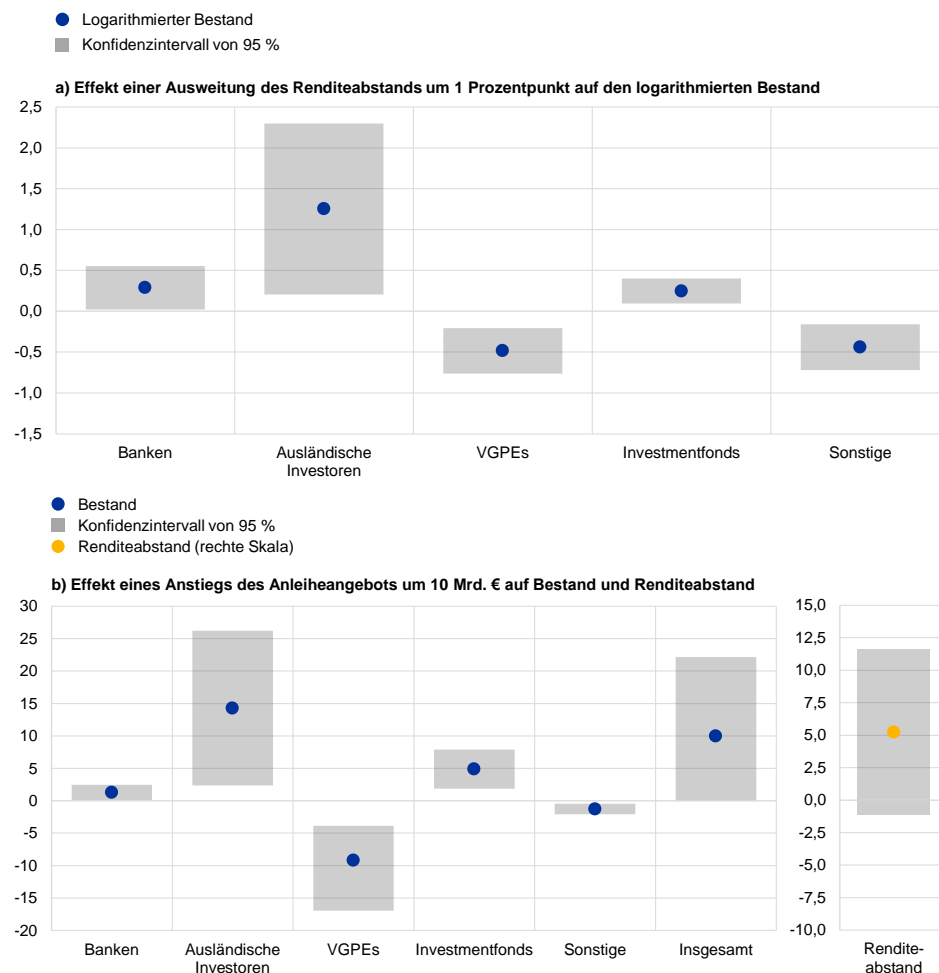 Logarithmierter Bestand
Konfidenzintervall von 95 %
a) Effekt einer Ausweitung des Renditeabstands um 1 Prozentpunkt auf den logarithmierten Bestand
2,5
2,0
1,5
1,0
0,5
0,0
-0,5
-1,0
-1,5
Banken
Ausländische
Investoren
VGPEs
Investmentfonds
Sonstige
Bestand
Konfidenzintervall von 95 %
Renditeabstand (rechte Skala)
b) Effekt eines Anstiegs des Anleiheangebots um 10 Mrd. € auf Bestand und Renditeabstand
30
25
20
15
10
5
0
-5
-10
-15
-20
Banken
Ausländische
Investoren
VGPEs
Investmentfonds
Sonstige
Insgesamt
15,0
12,5
10,0
7,5
5,0
2,5
0,0
-2,5
-5,0
-7,5
-10,0
Rendite-
abstand